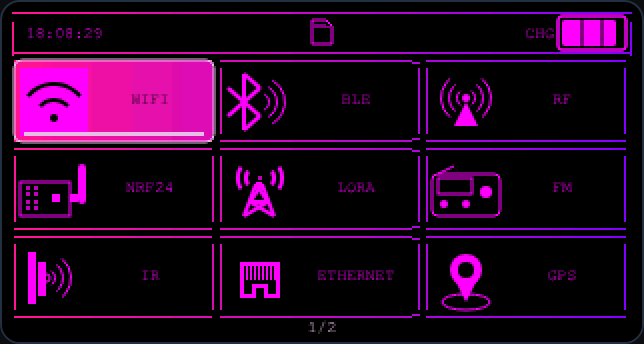 18:08:29 CHG
WIFI BLE RF
NRF24 LORA FM
IR ETHERNET GPS
1/2